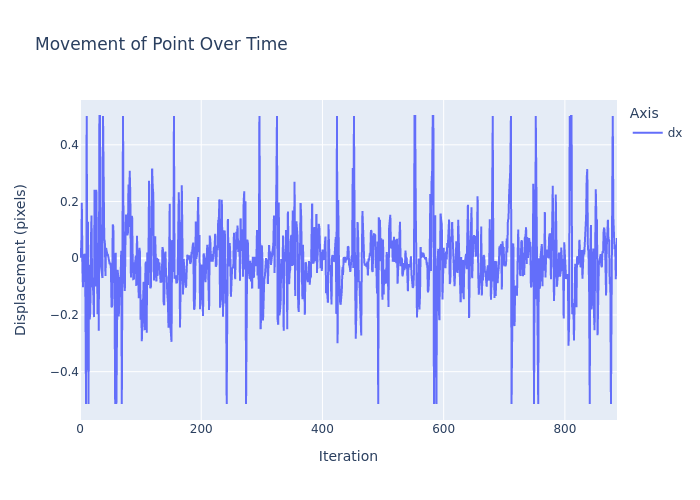 Movement of Point Over Time
Axis
dx
Displacement (pixels)
0.4
0.2
0
−0.2
−0.4
0
200
400
600
800
Iteration